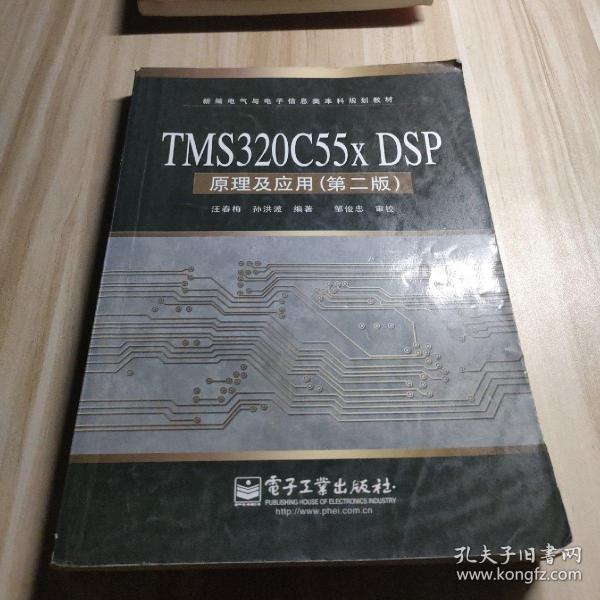 新编电气与电子信息类本科规划教材
TMS320C55x DSP
原理及应用(第二版)
汪春梅 孙洪波 编著 邹俊忠 审校
電子工業出版社
PUBLISHING HOUSE OF ELECTRONICS INDUSTRY
http://www.phei.com.cn
孔夫子旧书网
www.kongfz.com